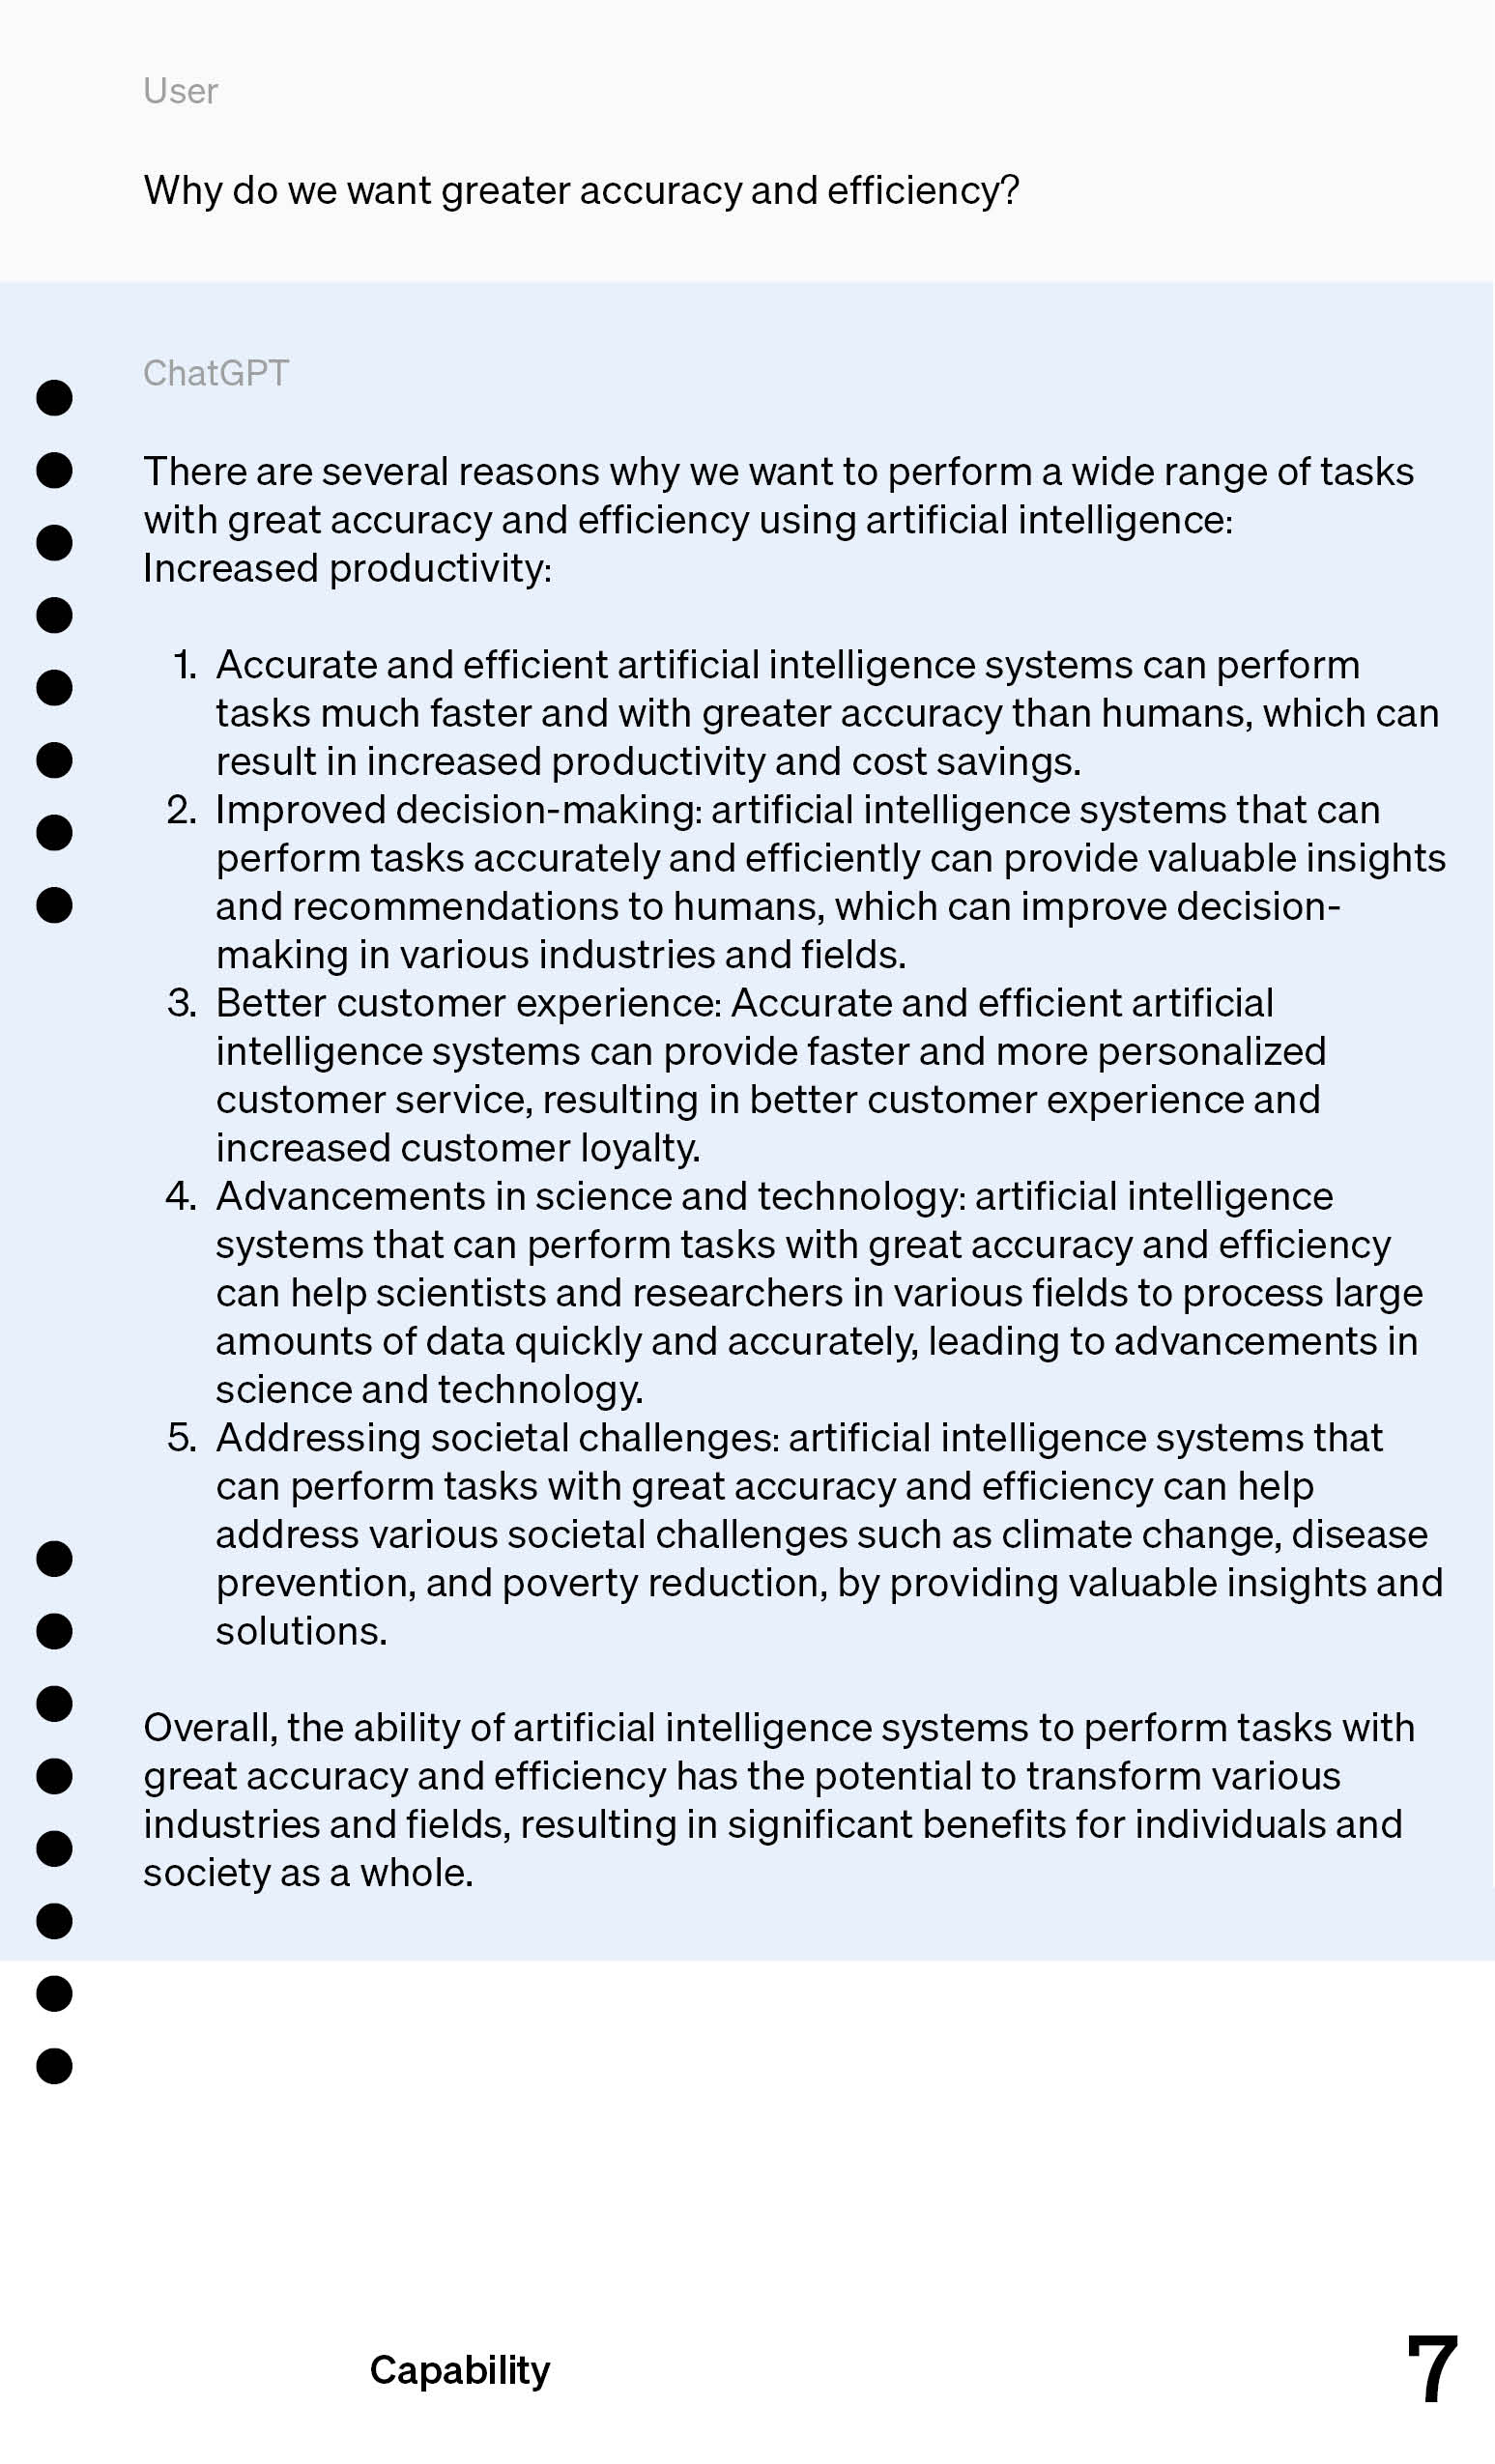 User
Why do we want greater accuracy and efficiency?
ChatGPT
There are several reasons why we want to perform a wide range of tasks
with great accuracy and efficiency using artificial intelligence:
Increased productivity:
1. Accurate and efficient artificial intelligence systems can perform
tasks much faster and with greater accuracy than humans, which can
result in increased productivity and cost savings.
2. Improved decision-making: artificial intelligence systems that can
perform tasks accurately and efficiently can provide valuable insights
and recommendations to humans, which can improve decision-
making in various industries and fields.
3. Better customer experience: Accurate and efficient artificial
intelligence systems can provide faster and more personalized
customer service, resulting in better customer experience and
increased customer loyalty.
4. Advancements in science and technology: artificial intelligence
systems that can perform tasks with great accuracy and efficiency
can help scientists and researchers in various fields to process large
amounts of data quickly and accurately, leading to advancements in
science and technology.
5. Addressing societal challenges: artificial intelligence systems that
can perform tasks with great accuracy and efficiency can help
address various societal challenges such as climate change, disease
prevention, and poverty reduction, by providing valuable insights and
solutions.
Overall, the ability of artificial intelligence systems to perform tasks with
great accuracy and efficiency has the potential to transform various
industries and fields, resulting in significant benefits for individuals and
society as a whole.
Capability
7